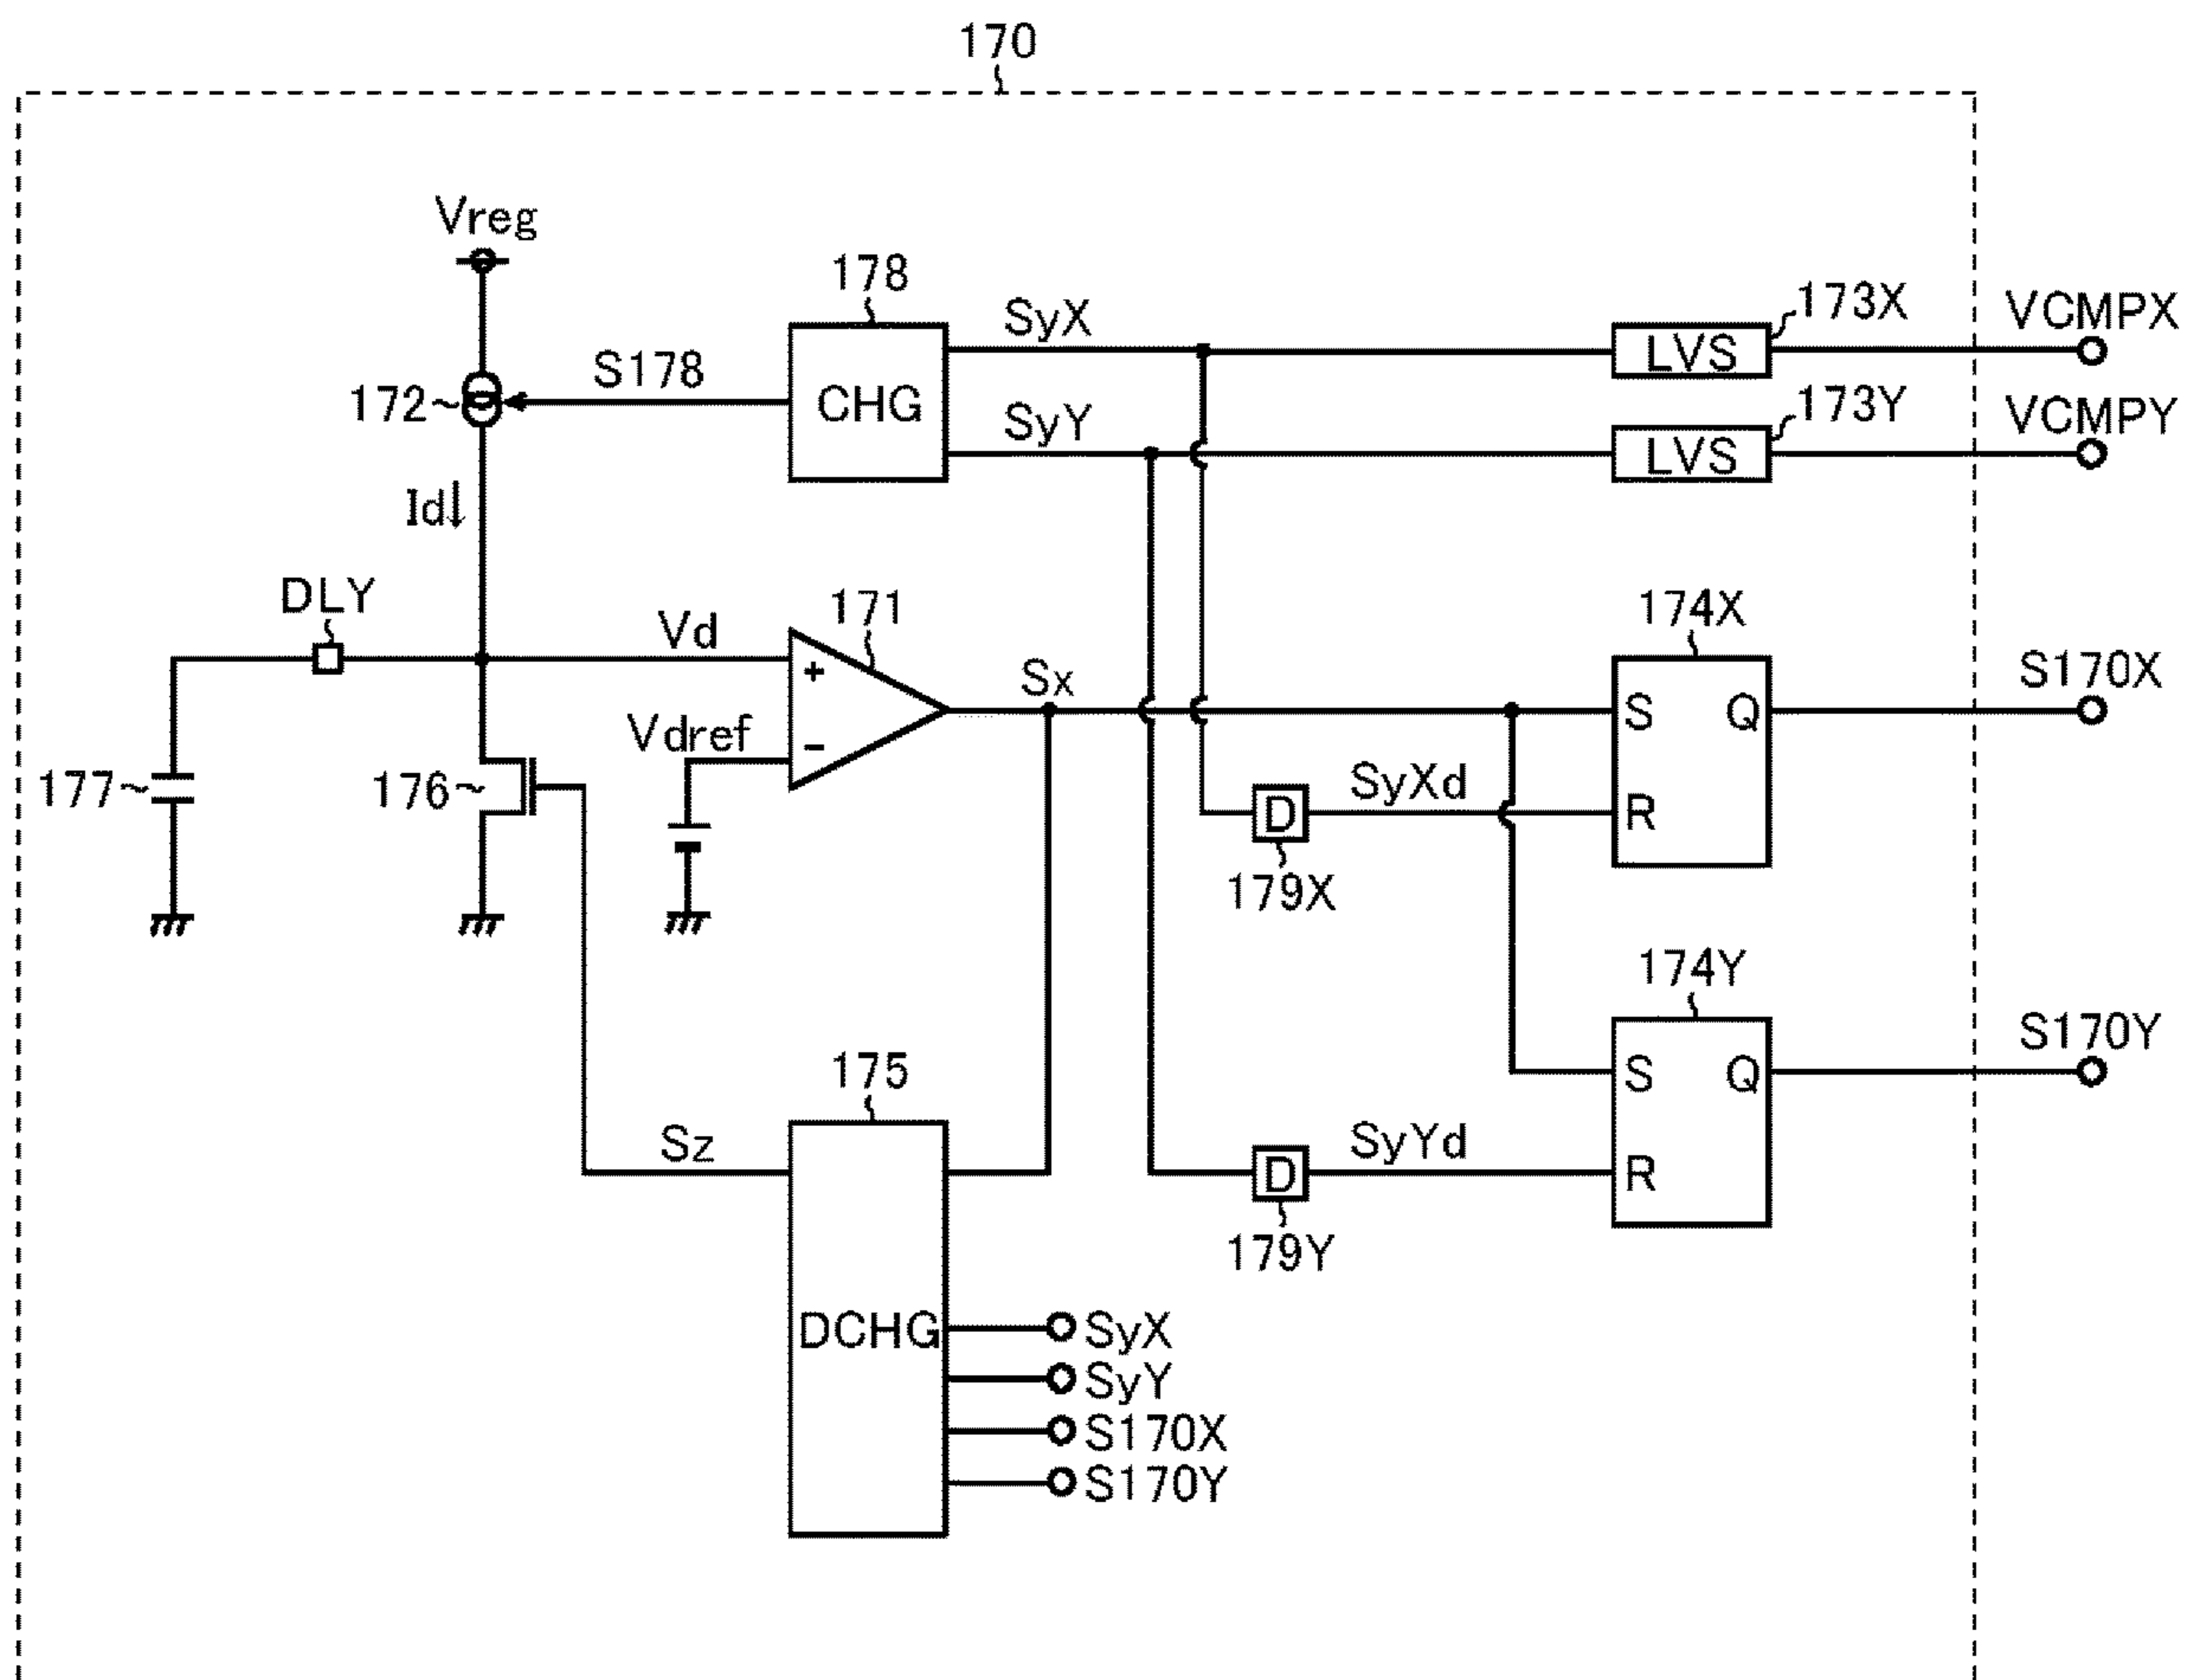 170
Vreg
178
SyX
173X
VCMPX
LVS
S178
172~
CHG
SyY
173Y
VCMPY
LVS
Id↓
DLY
Vd
171
174X
+
Sx
S170X
S
Q
Vdref
-
177~
176~
SyXd
D
R
179X
174Y
175
S170Y
S
Q
Sz
SyYd
D
R
179Y
DCHG
SyX
SyY
S170X
S170Y